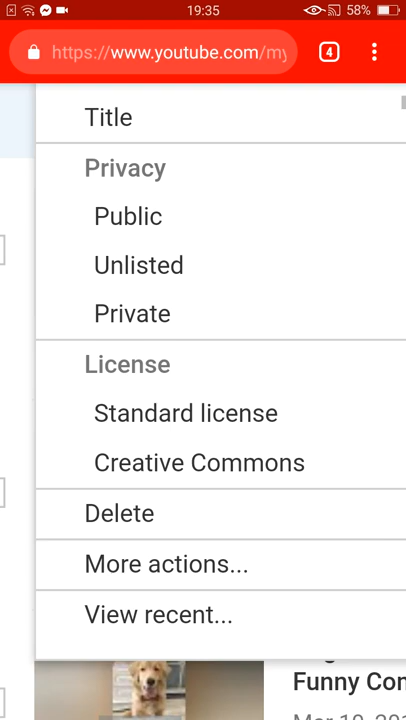 19:35
58%
https://www.youtube.com/my
4
Title
Privacy
Public
Unlisted
Private
License
Standard license
Creative Commons
Delete
More actions...
View recent...
Funny Con